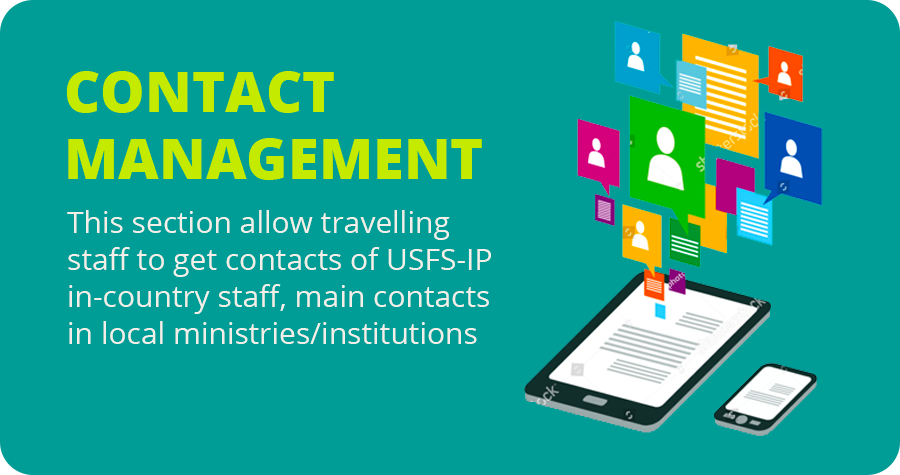 CONTACT
MANAGEMENT
This section allow travelling
staff to get contacts of USFS-IP
in-country staff, main contacts
in local ministries/institutions